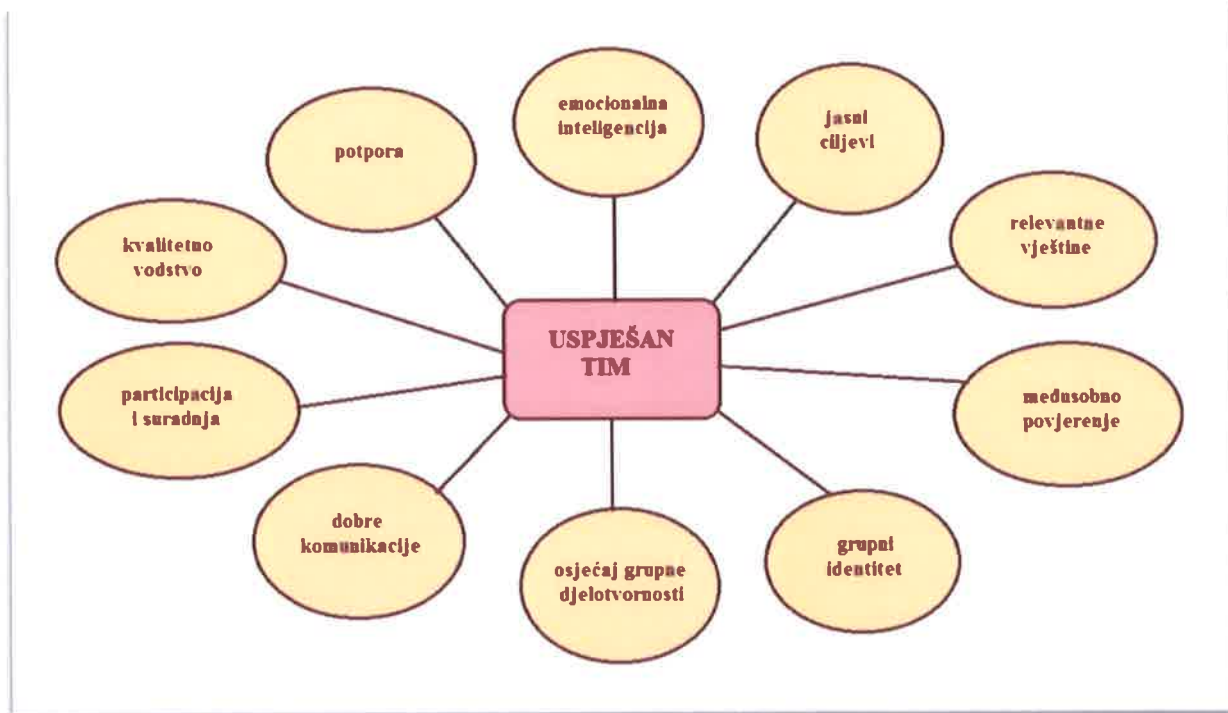 emocionalna
inteligencija
jasni
ciljevi
potpora
relevantne
vještine
kvalitetno
vodstvo
USPJEŠAN
TIM
participacija
i suradnja
međusobno
povjerenje
dobre
komunikacije
osjećaj grupne
djelotvornosti
grupni
identitet